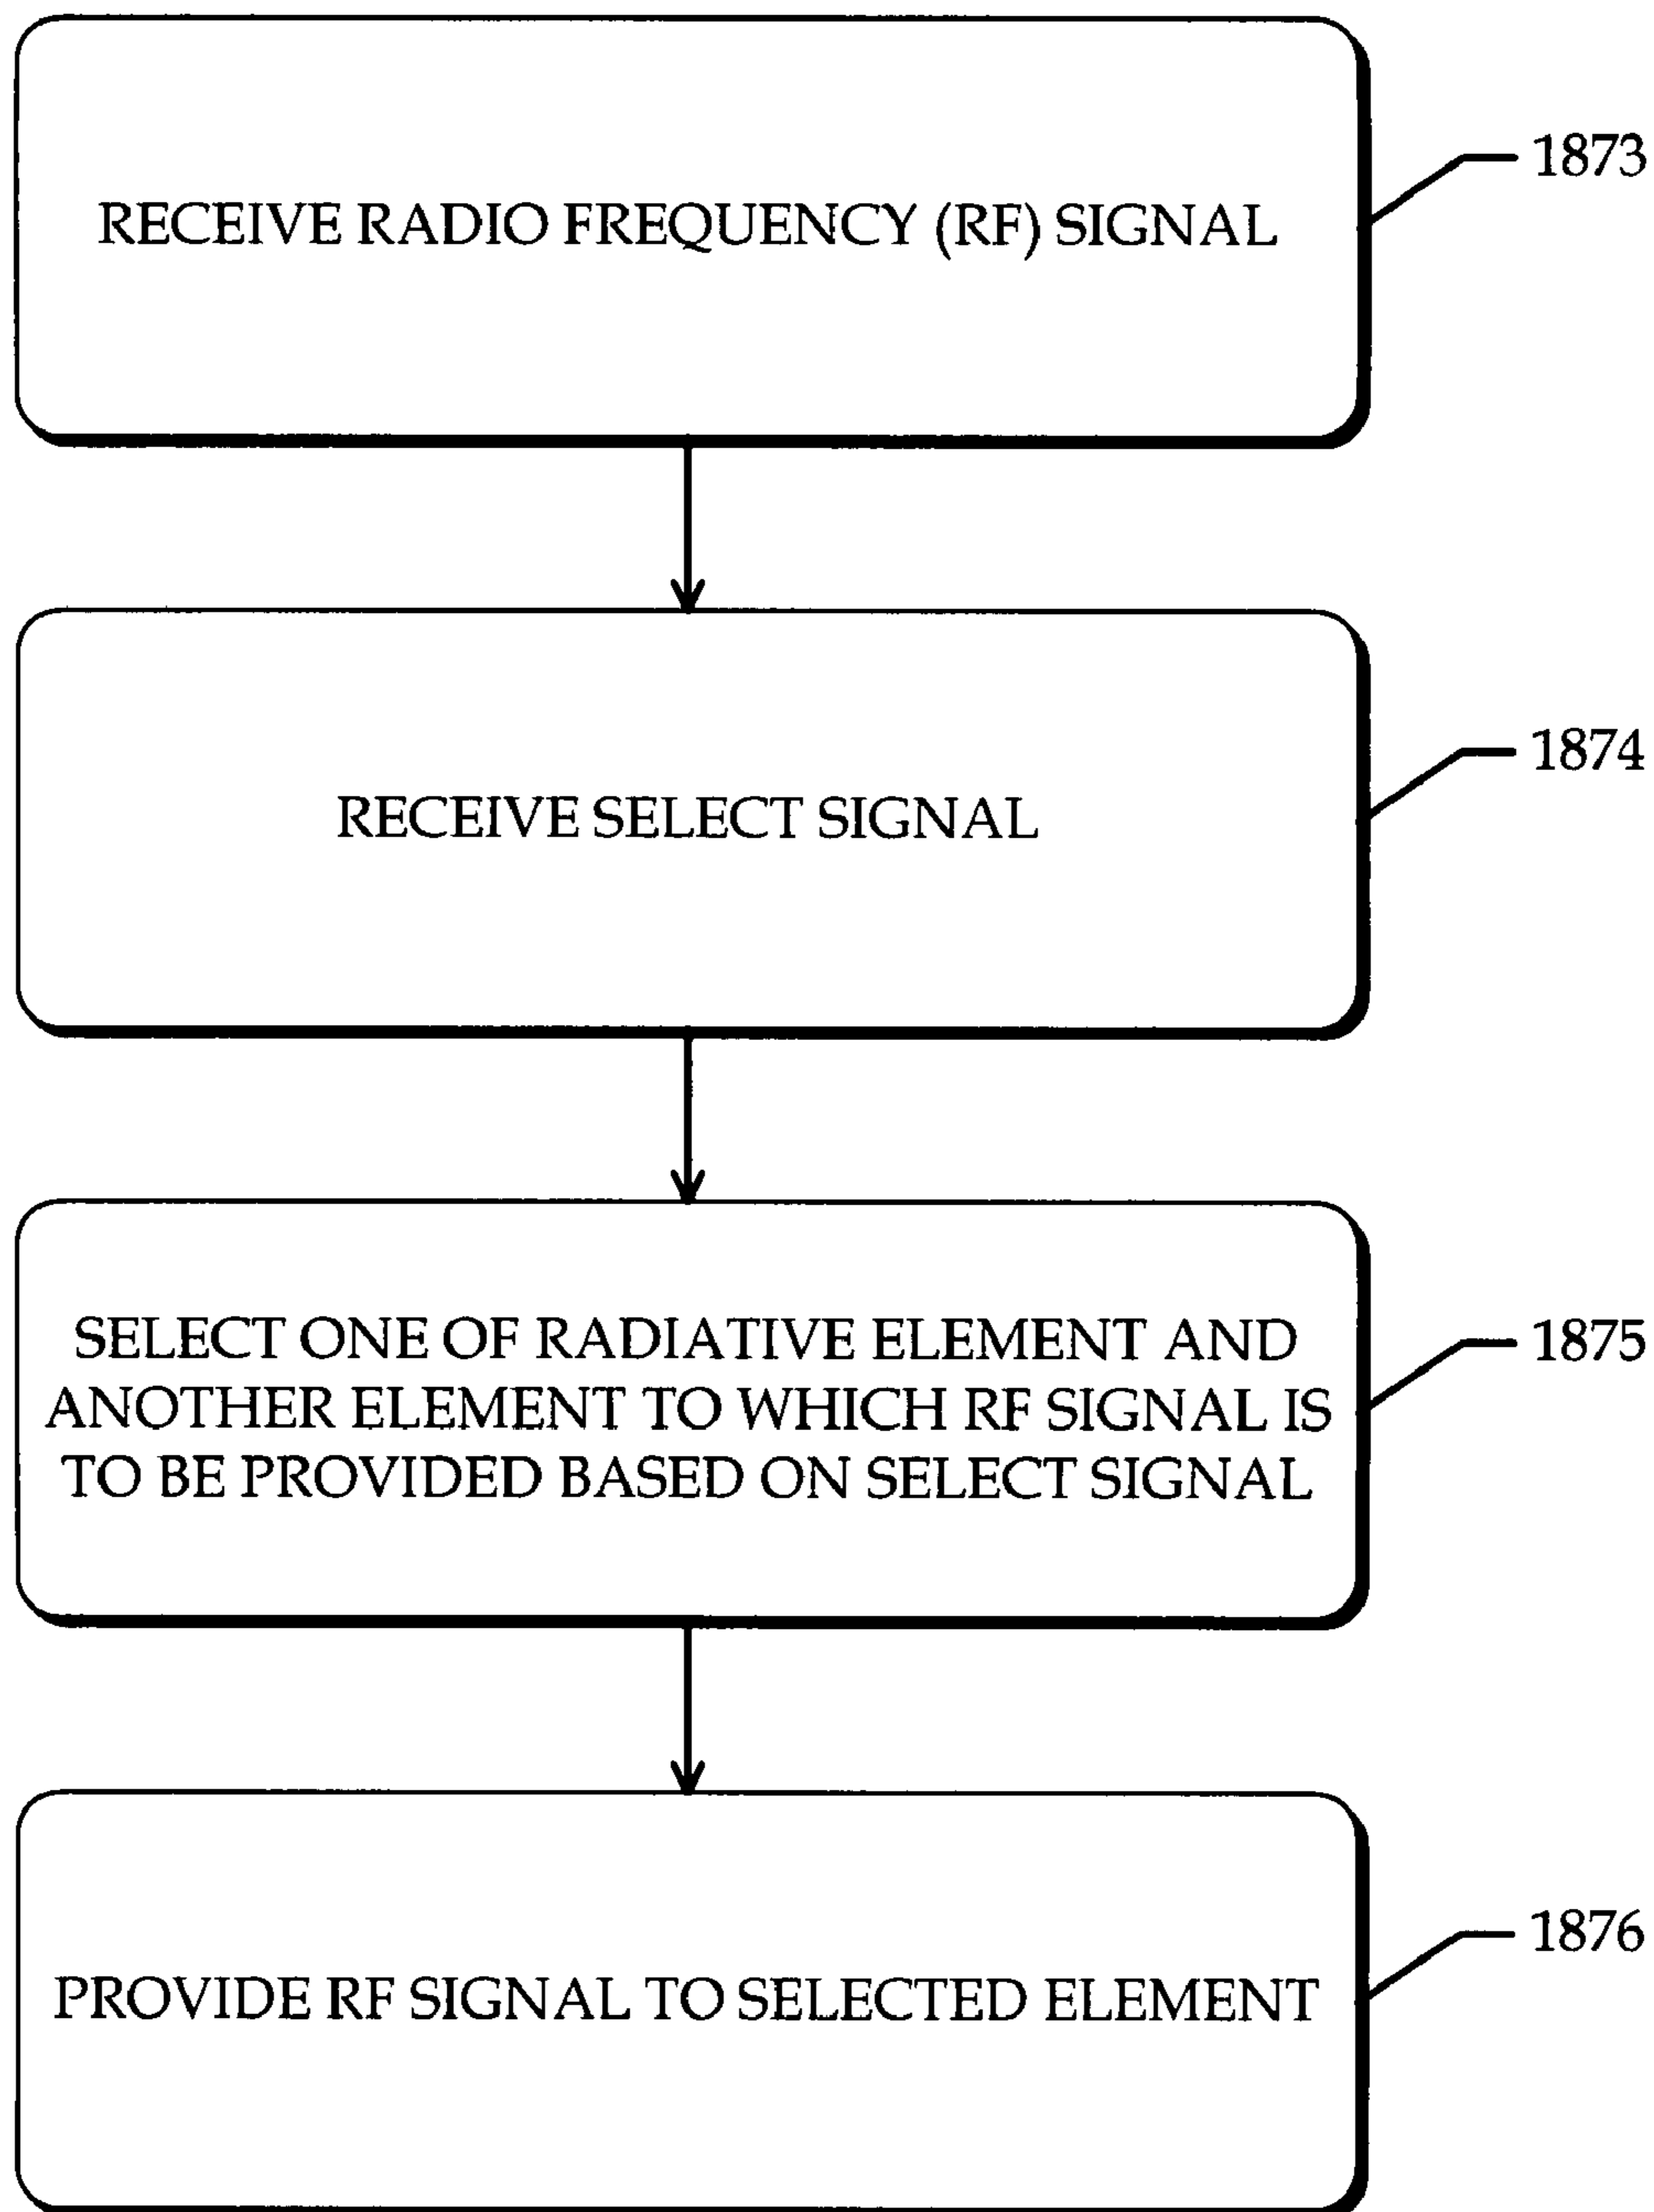 RECEIVE RADIO FREQUENCY (RF) SIGNAL
1873
RECEIVE SELECT SIGNAL
1874
SELECT ONE OF RADIATIVE ELEMENT AND
ANOTHER ELEMENT TO WHICH RF SIGNAL IS
TO BE PROVIDED BASED ON SELECT SIGNAL
1875
PROVIDE RF SIGNAL TO SELECTED ELEMENT
1876